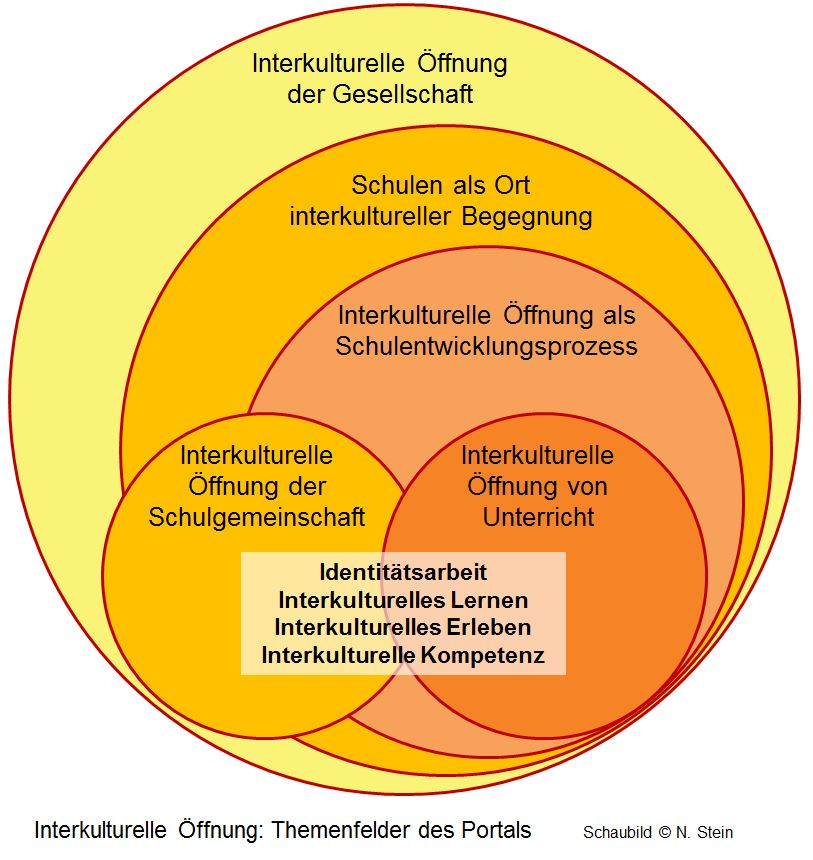 Interkulturelle Öffnung
der Gesellschaft
Schulen als Ort
interkultureller Begegnung
Interkulturelle Öffnung als
Schulentwicklungsprozess
Interkulturelle
Öffnung der
Schulgemeinschaft
Interkulturelle
Öffnung von
Unterricht
Identitätsarbeit
Interkulturelles Lernen
Interkulturelles Erleben
Interkulturelle Kompetenz
Interkulturelle Öffnung: Themenfelder des Portals
Schaubild © N. Stein